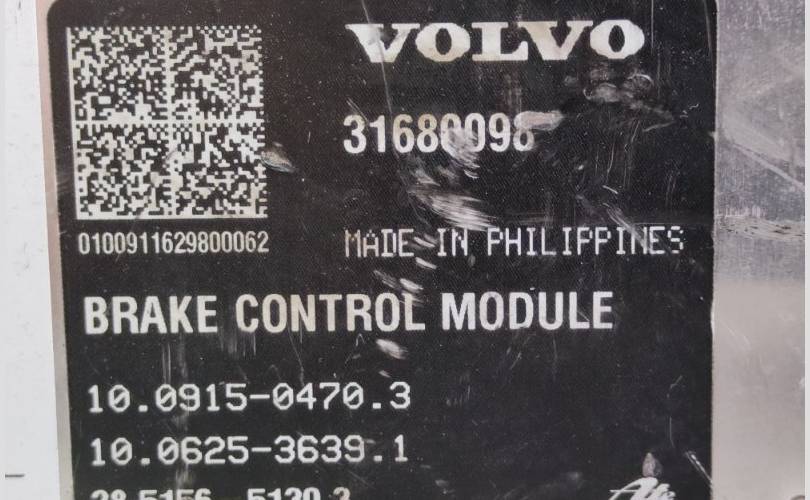 VOLVO
31680098
0100911629800062
MADE IN PHILIPPINES
BRAKE CONTROL MODULE
10.0915-0470.3
10.0625-3639.1